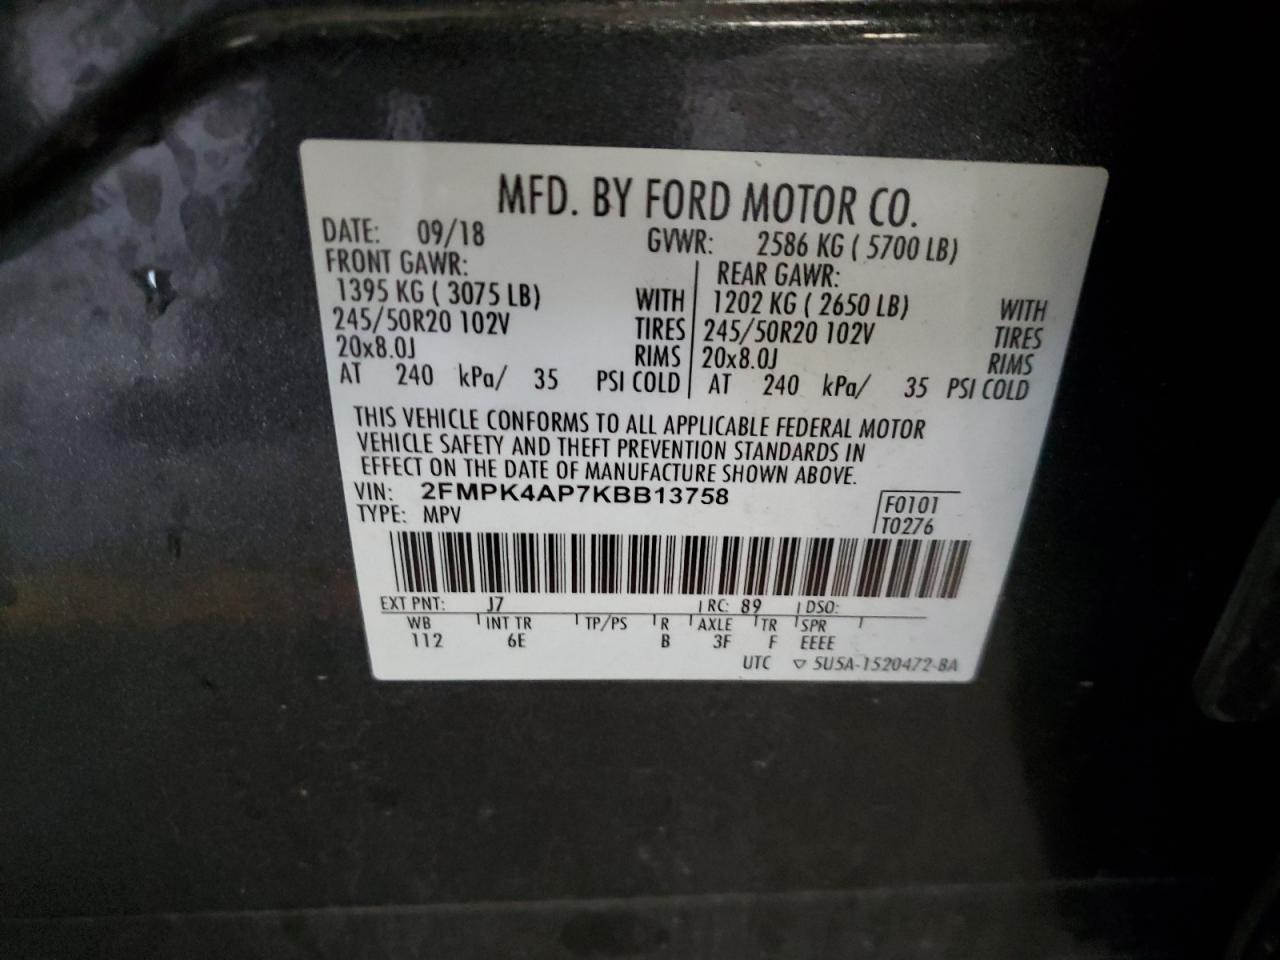 MFD. BY FORD MOTOR CO.
DATE: 09/18 GVWR: 2586 KG ( 5700 LB)
FRONT GAWR: REAR GAWR:
1395 KG ( 3075 LB) WITH 1202 KG ( 2650 LB) WITH
245/50R20 102V TIRES 245/50R20 102V TIRES
20x8.0J RIMS 20x8.0J RIMS
AT 240 kPa/ 35 PSI COLD AT 240 kPa/ 35 PSI COLD
THIS VEHICLE CONFORMS TO ALL APPLICABLE FEDERAL MOTOR
VEHICLE SAFETY AND THEFT PREVENTION STANDARDS IN
EFFECT ON THE DATE OF MANUFACTURE SHOWN ABOVE.
VIN: 2FMPK4AP7KBB13758 F0101
TYPE: MPV T0276
EXT PNT: J7 RC: 89 DSO:
WB INT TR TP/PS R AXLE TR SPR
112 6E B 3F F EEEE
UTC ▽ 5U5A-1520472-BA